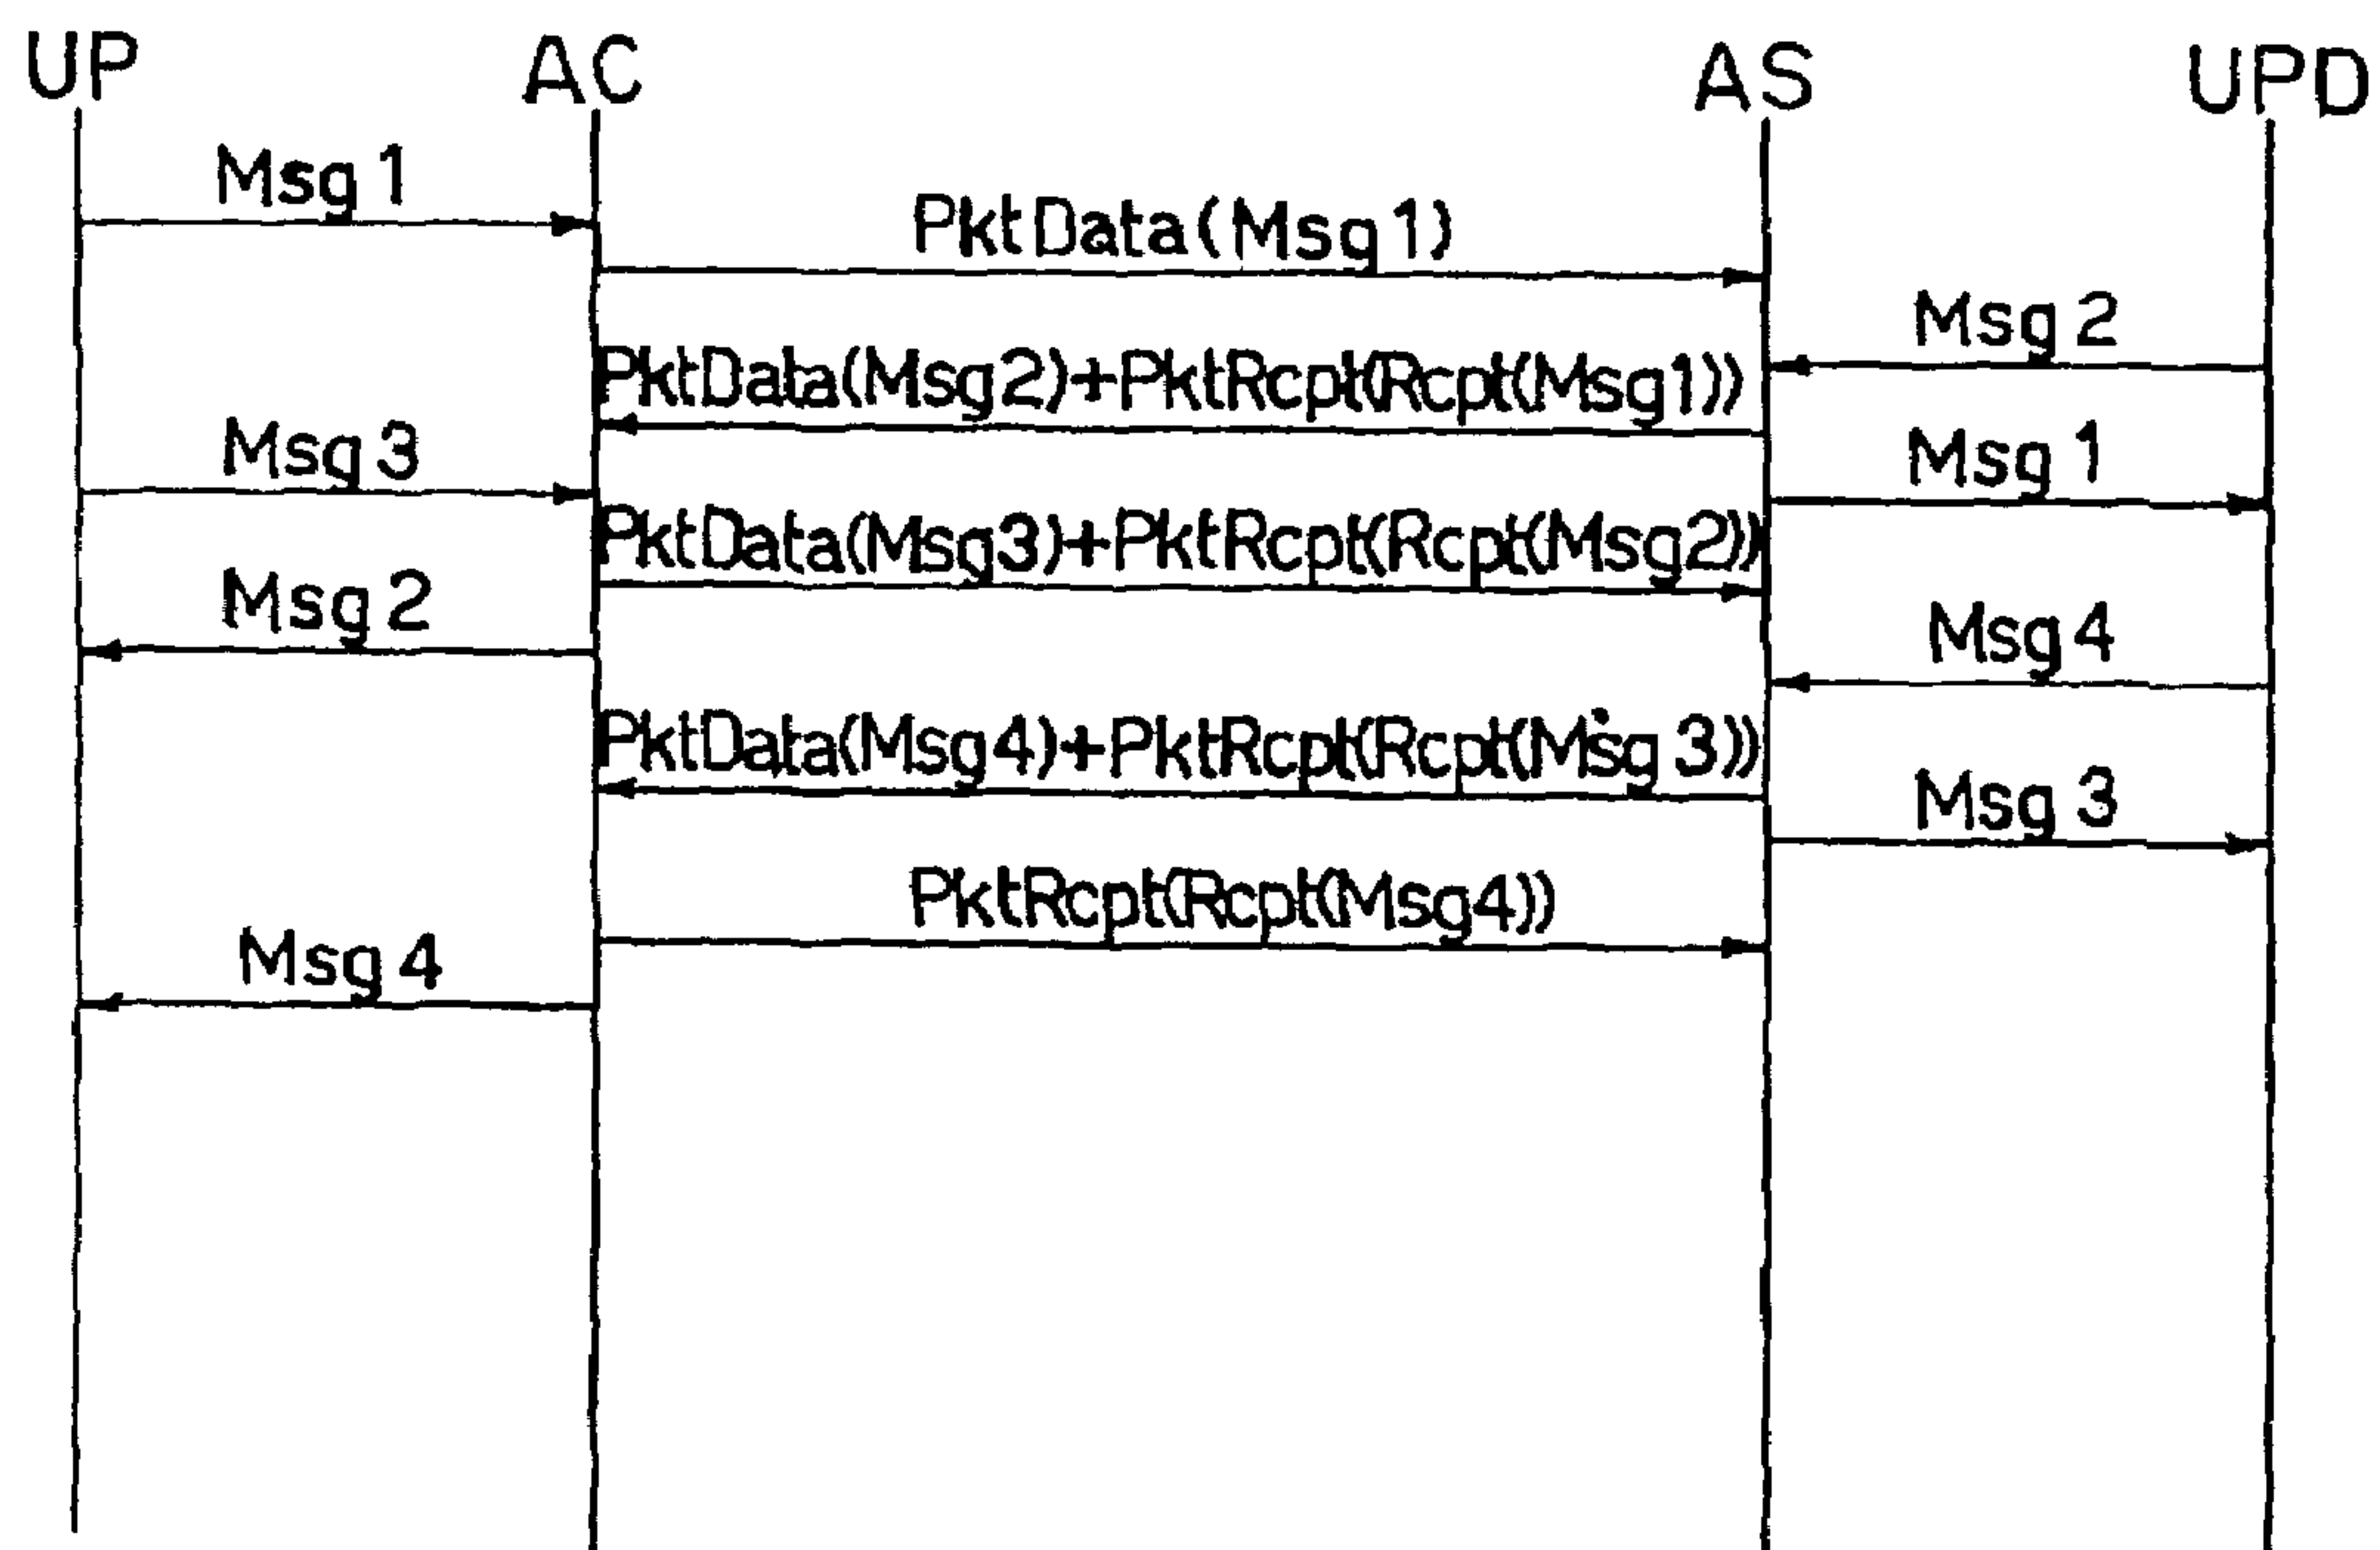 UP AC AS UPD
Msg 1
PktData(Msg1)
Msg 2
PktData(Msg2)+PktRcpt(Rcpt(Msg1))
Msg 3
Msg 1
PktData(Msg3)+PktRcpt(Rcpt(Msg2))
Msg 2
Msg 4
PktData(Msg4)+PktRcpt(Rcpt(Msg 3))
Msg 3
PktRcpt(Rcpt(Msg4))
Msg 4